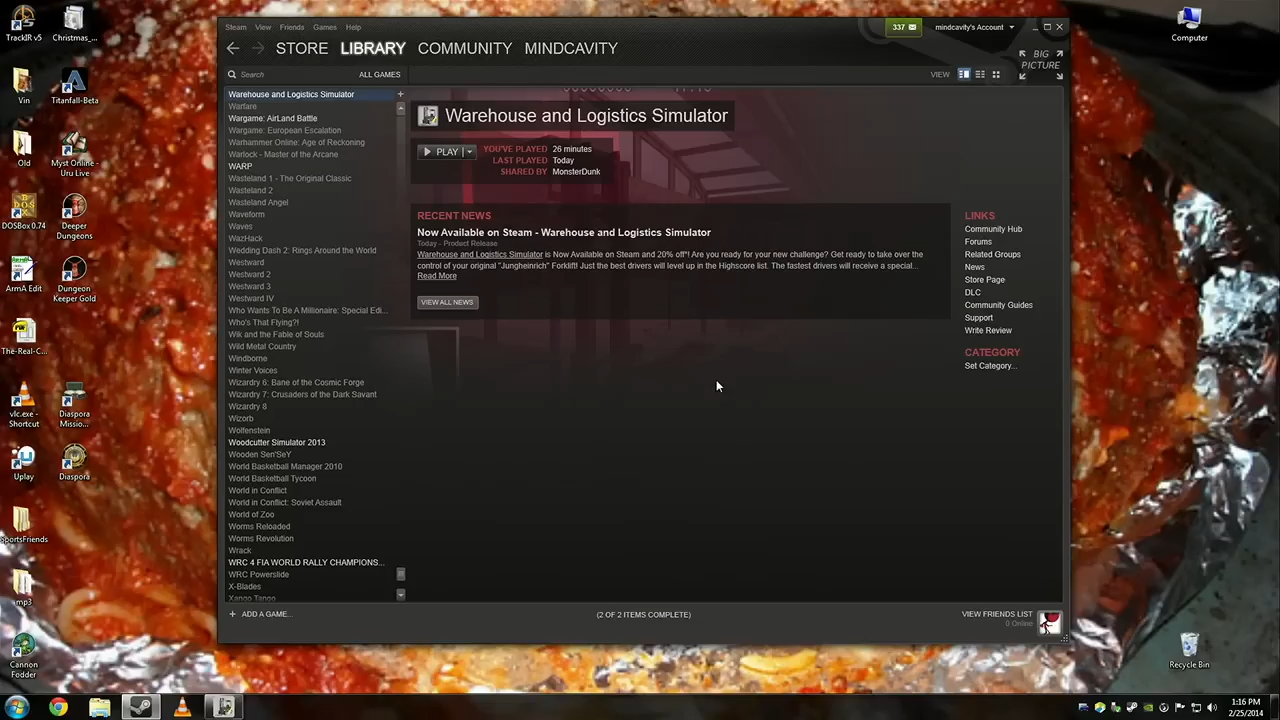 TrackIR v5
Christmas_...
Vin
Titanfall-Beta
Old
Myst Online -
Uru Live
DOSBox 0.74
Deeper
Dungeons
ArmA Edit
Dungeon
Keeper Gold
The-Real-C...
vlc.exe -
Shortcut
Diaspora
Missio...
Uplay
Diaspora
SportsFriends
mp3
Cannon
Fodder
Computer
Recycle Bin
Steam View Friends Games Help
337
mindcavity's Account
STORE LIBRARY COMMUNITY MINDCAVITY
BIG
PICTURE
Search
ALL GAMES
VIEW
Warehouse and Logistics Simulator
Warfare
Wargame: AirLand Battle
Wargame: European Escalation
Warhammer Online: Age of Reckoning
Warlock - Master of the Arcane
WARP
Wasteland 1 - The Original Classic
Wasteland 2
Wasteland Angel
Waveform
Waves
WazHack
Wedding Dash 2: Rings Around the World
Westward
Westward 2
Westward 3
Westward IV
Who Wants To Be A Millionaire: Special Edi...
Who's That Flying?!
Wik and the Fable of Souls
Wild Metal Country
Windborne
Winter Voices
Wizardry 6: Bane of the Cosmic Forge
Wizardry 7: Crusaders of the Dark Savant
Wizardry 8
Wizorb
Wolfenstein
Woodcutter Simulator 2013
Wooden Sen'SeY
World Basketball Manager 2010
World Basketball Tycoon
World in Conflict
World in Conflict: Soviet Assault
World of Zoo
Worms Reloaded
Worms Revolution
Wrack
WRC 4 FIA WORLD RALLY CHAMPIONS...
WRC Powerslide
X-Blades
Xango Tango
Warehouse and Logistics Simulator
PLAY
YOU'VE PLAYED 26 minutes
LAST PLAYED Today
SHARED BY MonsterDunk
RECENT NEWS
Now Available on Steam - Warehouse and Logistics Simulator
Today - Product Release
Warehouse and Logistics Simulator is Now Available on Steam and 20% off*! Are you ready for your new challenge? Get ready to take over the
control of your original "Jungheinrich" Forklift! Just the best drivers will level up in the Highscore list. The fastest drivers will receive a special...
Read More
VIEW ALL NEWS
LINKS
Community Hub
Forums
Related Groups
News
Store Page
DLC
Community Guides
Support
Write Review
CATEGORY
Set Category...
+ ADD A GAME...
(2 OF 2 ITEMS COMPLETE)
VIEW FRIENDS LIST
0 Online
1:16 PM
2/25/2014